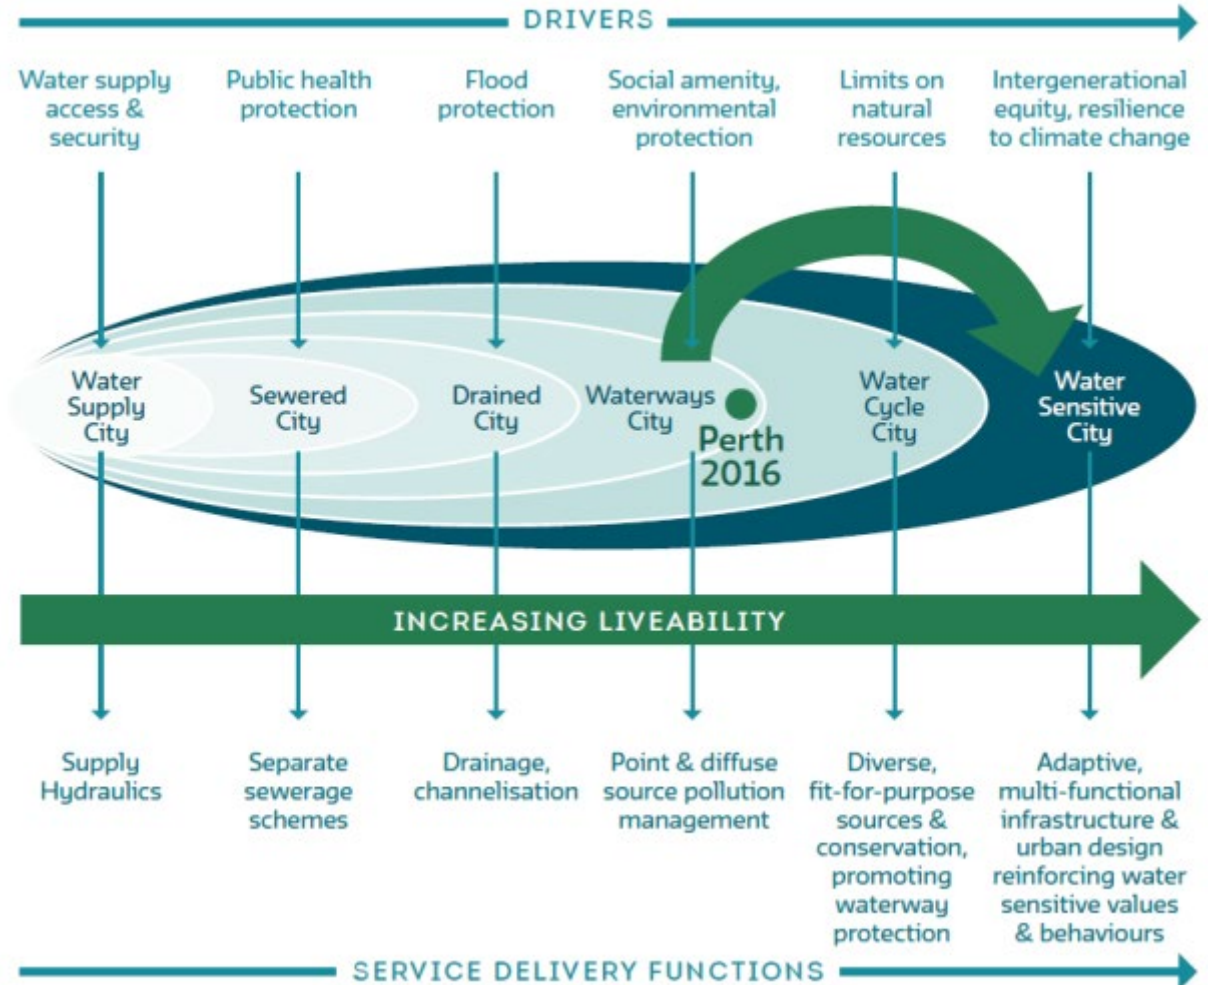 DRIVERS
Water supply
access &
security
Public health
protection
Flood
protection
Social amenity,
environmental
protection
Limits on
natural
resources
Intergenerational
equity, resilience
to climate change
Water
Supply
City
Sewered
City
Drained
City
Waterways
City
Perth
2016
Water
Cycle
City
Water
Sensitive
City
INCREASING LIVEABILITY
Supply
Hydraulics
Separate
sewerage
schemes
Drainage,
channelisation
Point & diffuse
source pollution
management
Diverse,
fit-for-purpose
sources &
conservation,
promoting
waterway
protection
Adaptive,
multi-functional
infrastructure &
urban design
reinforcing water
sensitive values
& behaviours
SERVICE DELIVERY FUNCTIONS